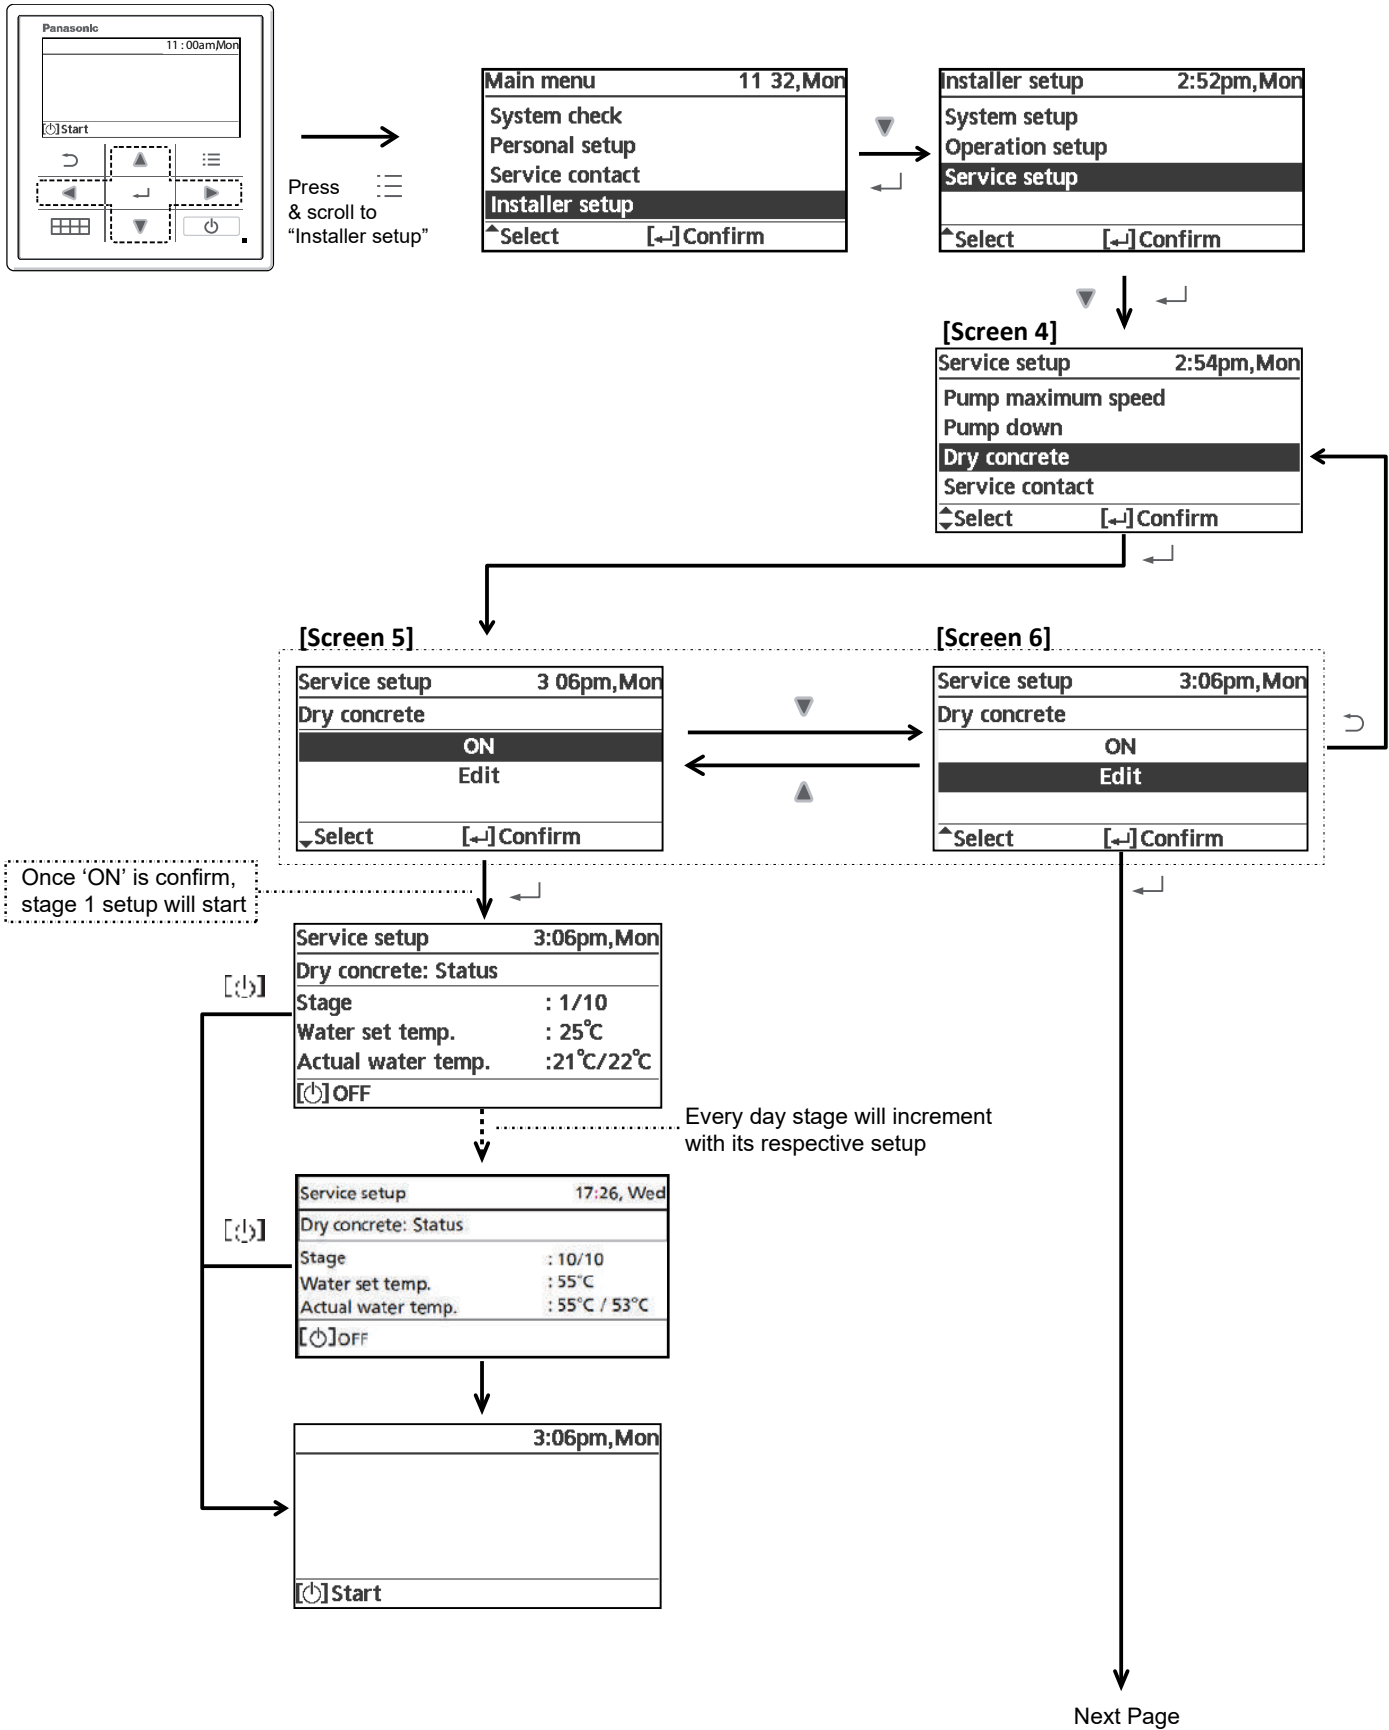 Panasonic
11 : 00am,Mon
[⏻]Start
Press
& scroll to
“Installer setup”
Main menu 11 32,Mon
System check
Personal setup
Service contact
Installer setup
Select [↵]Confirm
Installer setup 2:52pm,Mon
System setup
Operation setup
Service setup
Select [↵]Confirm
[Screen 4]
Service setup 2:54pm,Mon
Pump maximum speed
Pump down
Dry concrete
Service contact
Select [↵]Confirm
[Screen 5]
Service setup 3 06pm,Mon
Dry concrete
ON
Edit
Select [↵]Confirm
[Screen 6]
Service setup 3:06pm,Mon
Dry concrete
ON
Edit
Select [↵]Confirm
Once ‘ON’ is confirm,
stage 1 setup will start
Service setup 3:06pm,Mon
Dry concrete: Status
Stage : 1/10
Water set temp. : 25°C
Actual water temp. :21°C/22°C
[⏻]OFF
[⏻]
Every day stage will increment
with its respective setup
Service setup 17:26, Wed
Dry concrete: Status
Stage : 10/10
Water set temp. : 55°C
Actual water temp. : 55°C / 53°C
[⏻]OFF
[⏻]
3:06pm,Mon
[⏻]Start
Next Page